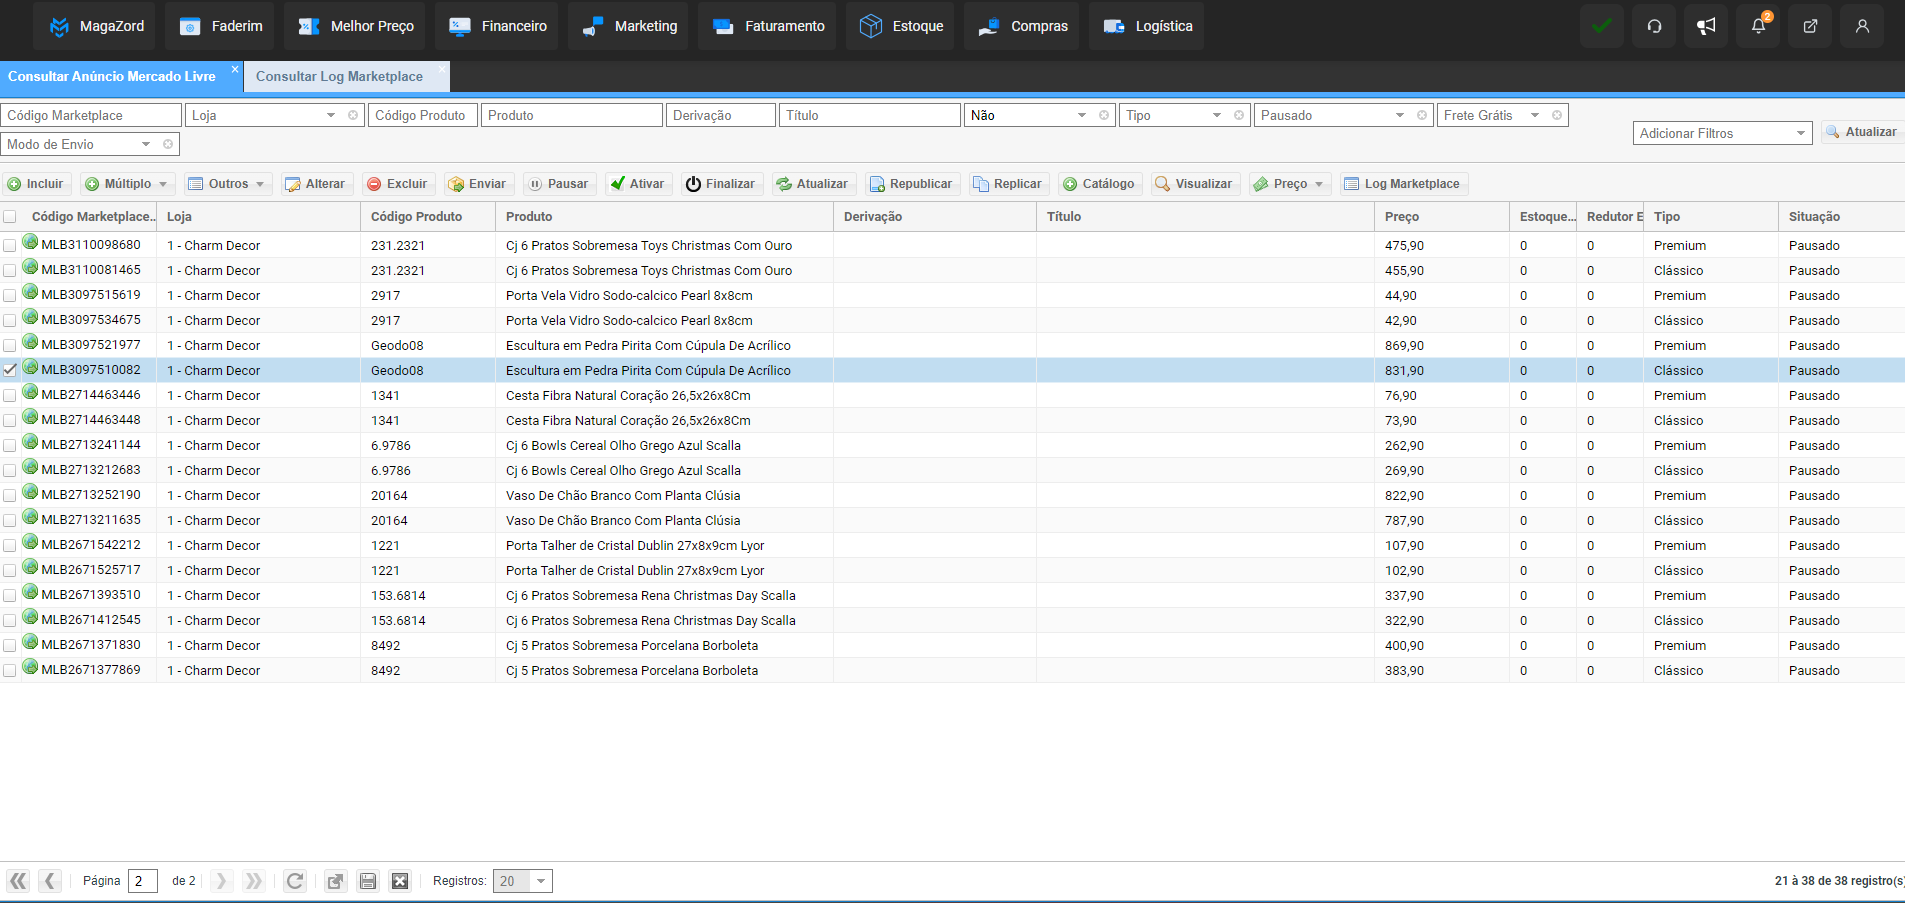 MagaZord Faderim Melhor Preço Financeiro Marketing Faturamento Estoque Compras Logística 2
Consultar Anúncio Mercado Livre Consultar Log Marketplace
Código Marketplace Loja Código Produto Produto Derivação Título Não Tipo Pausado Frete Grátis
Modo de Envio Adicionar Filtros Atualizar
Incluir Múltiplo Outros Alterar Excluir Enviar Pausar Ativar Finalizar Atualizar Republicar Replicar Catálogo Visualizar Preço Log Marketplace
Código Marketplace... Loja Código Produto Produto Derivação Título Preço Estoque... Redutor E Tipo Situação
MLB3110098680 1 - Charm Decor 231.2321 Cj 6 Pratos Sobremesa Toys Christmas Com Ouro 475,90 0 0 Premium Pausado
MLB3110081465 1 - Charm Decor 231.2321 Cj 6 Pratos Sobremesa Toys Christmas Com Ouro 455,90 0 0 Clássico Pausado
MLB3097515619 1 - Charm Decor 2917 Porta Vela Vidro Sodo-calcico Pearl 8x8cm 44,90 0 0 Premium Pausado
MLB3097534675 1 - Charm Decor 2917 Porta Vela Vidro Sodo-calcico Pearl 8x8cm 42,90 0 0 Clássico Pausado
MLB3097521977 1 - Charm Decor Geodo08 Escultura em Pedra Pirita Com Cúpula De Acrílico 869,90 0 0 Premium Pausado
MLB3097510082 1 - Charm Decor Geodo08 Escultura em Pedra Pirita Com Cúpula De Acrílico 831,90 0 0 Clássico Pausado
MLB2714463446 1 - Charm Decor 1341 Cesta Fibra Natural Coração 26,5x26x8Cm 76,90 0 0 Premium Pausado
MLB2714463448 1 - Charm Decor 1341 Cesta Fibra Natural Coração 26,5x26x8Cm 73,90 0 0 Clássico Pausado
MLB2713241144 1 - Charm Decor 6.9786 Cj 6 Bowls Cereal Olho Grego Azul Scalla 262,90 0 0 Premium Pausado
MLB2713212683 1 - Charm Decor 6.9786 Cj 6 Bowls Cereal Olho Grego Azul Scalla 269,90 0 0 Clássico Pausado
MLB2713252190 1 - Charm Decor 20164 Vaso De Chão Branco Com Planta Clúsia 822,90 0 0 Premium Pausado
MLB2713211635 1 - Charm Decor 20164 Vaso De Chão Branco Com Planta Clúsia 787,90 0 0 Clássico Pausado
MLB2671542212 1 - Charm Decor 1221 Porta Talher de Cristal Dublin 27x8x9cm Lyor 107,90 0 0 Premium Pausado
MLB2671525717 1 - Charm Decor 1221 Porta Talher de Cristal Dublin 27x8x9cm Lyor 102,90 0 0 Clássico Pausado
MLB2671393510 1 - Charm Decor 153.6814 Cj 6 Pratos Sobremesa Rena Christmas Day Scalla 337,90 0 0 Premium Pausado
MLB2671412545 1 - Charm Decor 153.6814 Cj 6 Pratos Sobremesa Rena Christmas Day Scalla 322,90 0 0 Clássico Pausado
MLB2671371830 1 - Charm Decor 8492 Cj 5 Pratos Sobremesa Porcelana Borboleta 400,90 0 0 Premium Pausado
MLB2671377869 1 - Charm Decor 8492 Cj 5 Pratos Sobremesa Porcelana Borboleta 383,90 0 0 Clássico Pausado
Página 2 de 2 Registros: 20 21 à 38 de 38 registro(s)